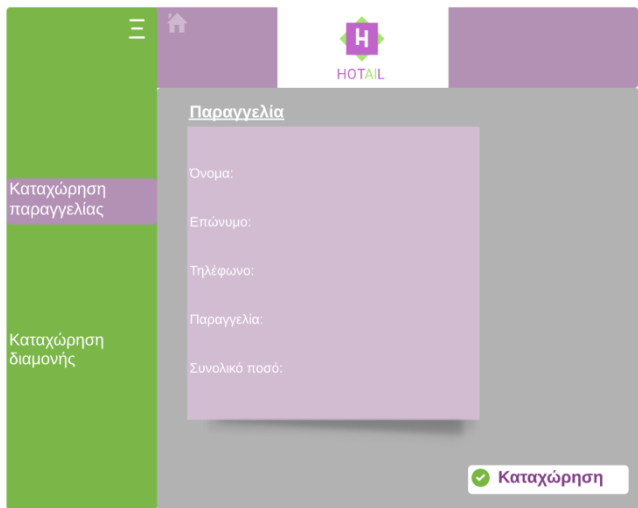 H
HOTAIL
Παραγγελία
Καταχώρηση
παραγγελίας
Όνομα:
Επώνυμο:
Τηλέφωνο:
Παραγγελία:
Συνολικό ποσό:
Καταχώρηση
διαμονής
Καταχώρηση